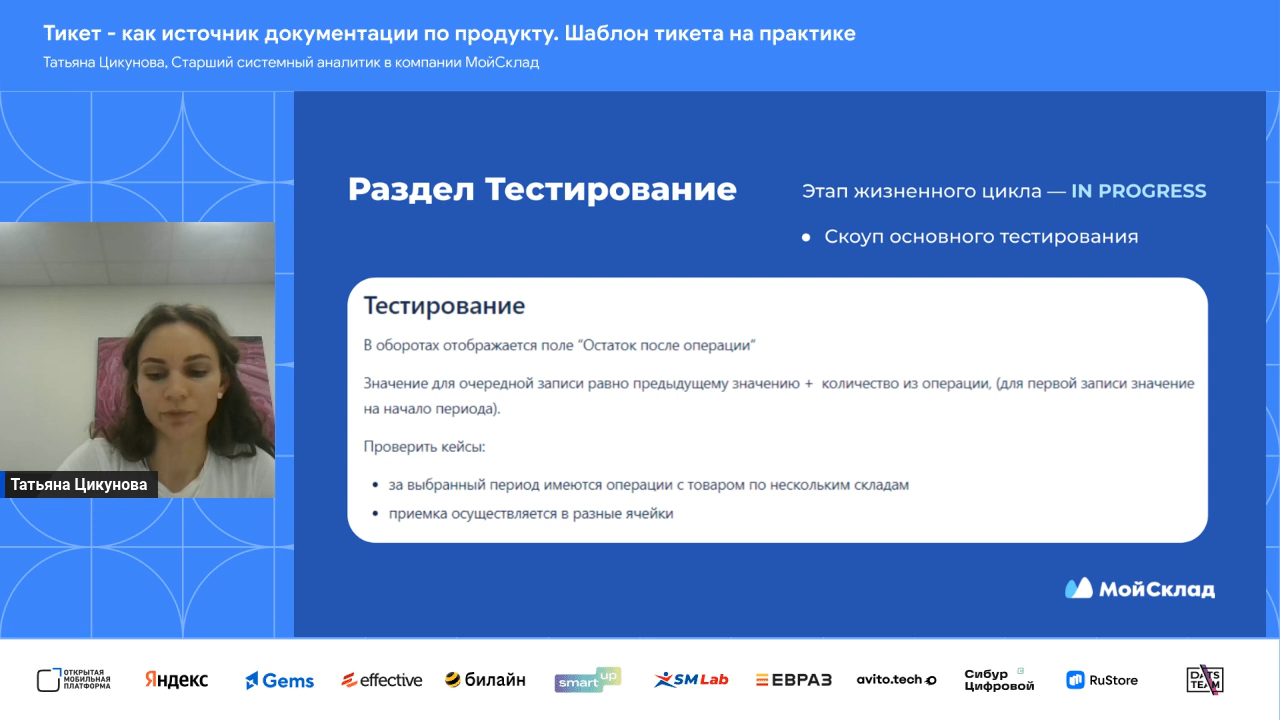 Тикет - как источник документации по продукту. Шаблон тикета на практике
Татьяна Цикунова, Старший системный аналитик в компании МойСклад
Раздел Тестирование
Этап жизненного цикла — IN PROGRESS
• Скоуп основного тестирования
Тестирование
В оборотах отображается поле “Остаток после операции”
Значение для очередной записи равно предыдущему значению + количество из операции, (для первой записи значение
на начало периода).
Проверить кейсы:
• за выбранный период имеются операции с товаром по нескольким складам
• приемка осуществляется в разные ячейки
Татьяна Цикунова
МойСклад
ОТКРЫТАЯ
МОБИЛЬНАЯ
ПЛАТФОРМА
Яндекс
Gems
effective
билайн
smart up
SM Lab
ЕВРАЗ
avito.tech
Сибур
Цифровой
RuStore
DATS
TEAM